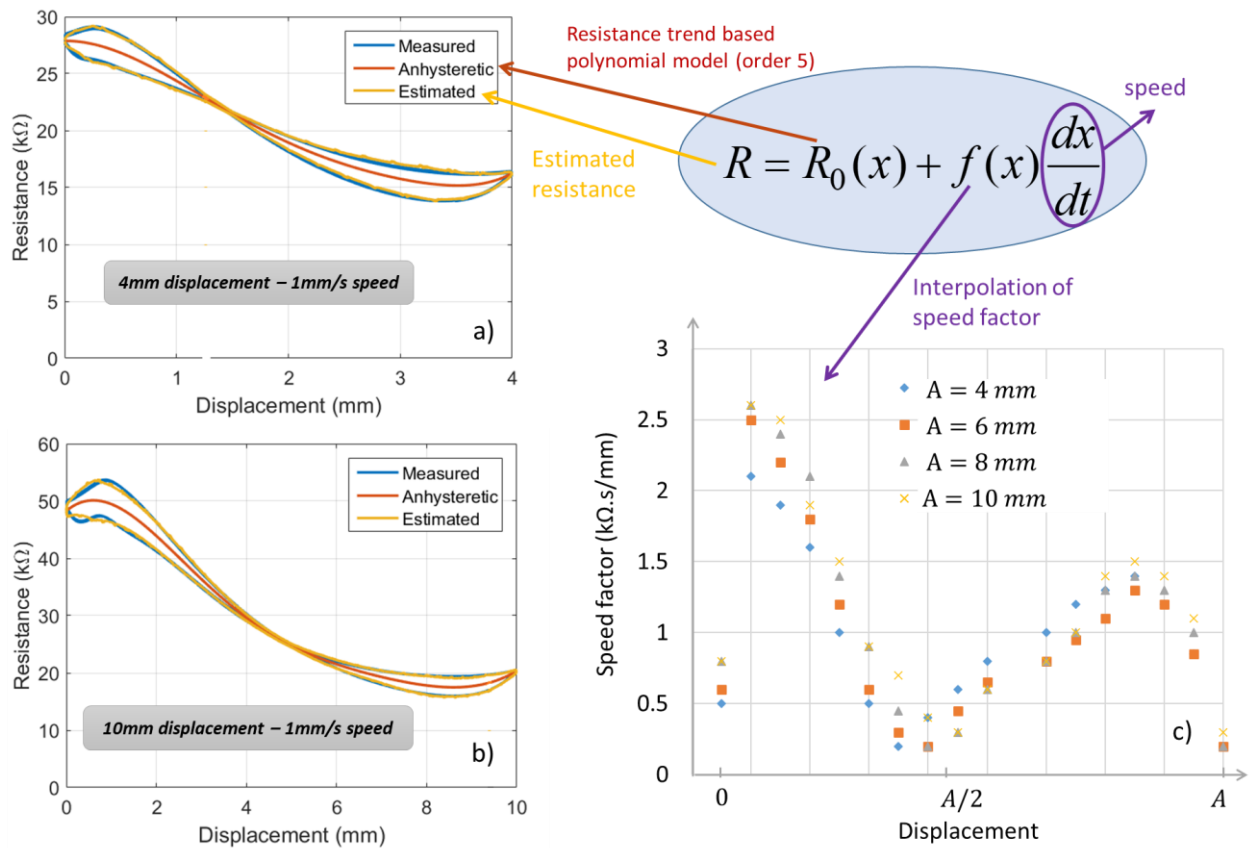 30
25
20
15
10
5
0
Resistance (kΩ)
Measured
Anhysteretic
Estimated
4mm displacement – 1mm/s speed
a)
0 1 2 3 4
Displacement (mm)
Resistance trend based
polynomial model (order 5)
speed
Estimated
resistance
R = R₀(x) + f(x) dx/dt
Interpolation of
speed factor
60
50
40
30
20
10
0
Resistance (kΩ)
Measured
Anhysteretic
Estimated
10mm displacement – 1mm/s speed
b)
0 2 4 6 8 10
Displacement (mm)
3
2.5
2
1.5
1
0.5
0
Speed factor (kΩ.s/mm)
A = 4 mm
A = 6 mm
A = 8 mm
A = 10 mm
c)
0 A/2 A
Displacement